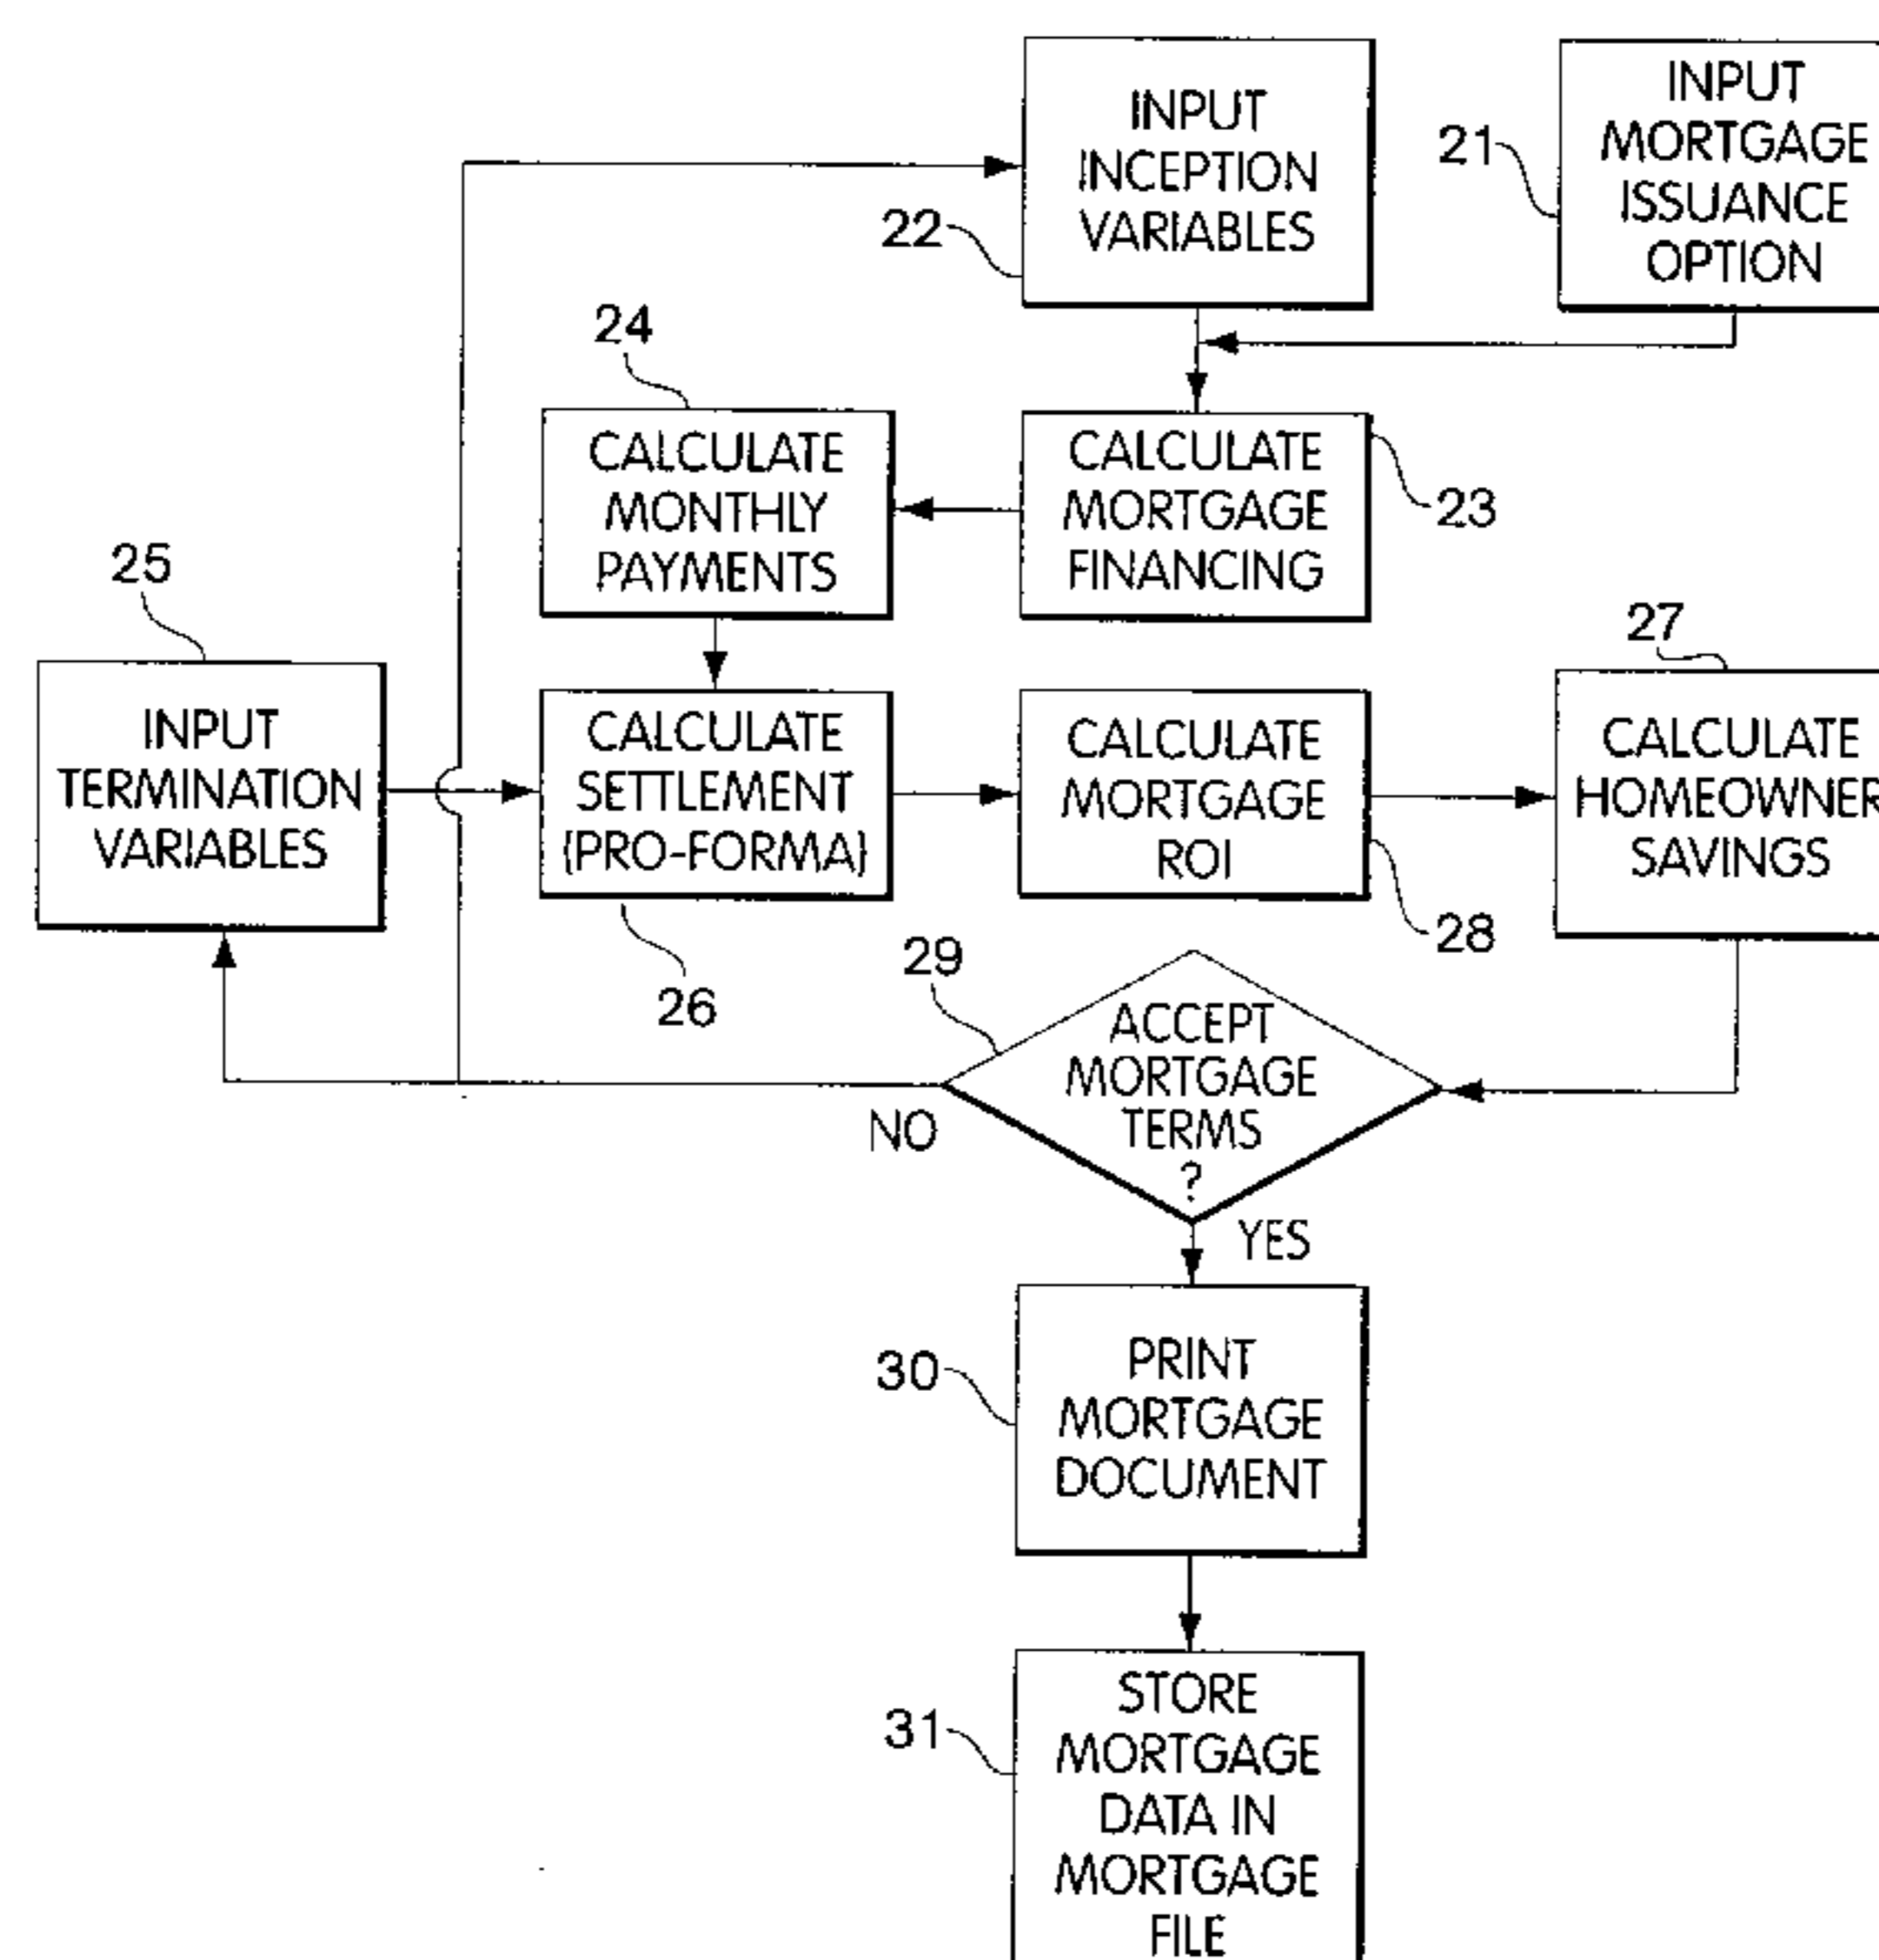 INPUT
INCEPTION
VARIABLES
22
INPUT
MORTGAGE
ISSUANCE
OPTION
21
24
CALCULATE
MONTHLY
PAYMENTS
CALCULATE
MORTGAGE
FINANCING
23
25
INPUT
TERMINATION
VARIABLES
CALCULATE
SETTLEMENT
(PRO-FORMA)
26
CALCULATE
MORTGAGE
ROI
28
27
CALCULATE
HOMEOWNER
SAVINGS
29
ACCEPT
MORTGAGE
TERMS
?
NO
YES
30
PRINT
MORTGAGE
DOCUMENT
31
STORE
MORTGAGE
DATA IN
MORTGAGE
FILE